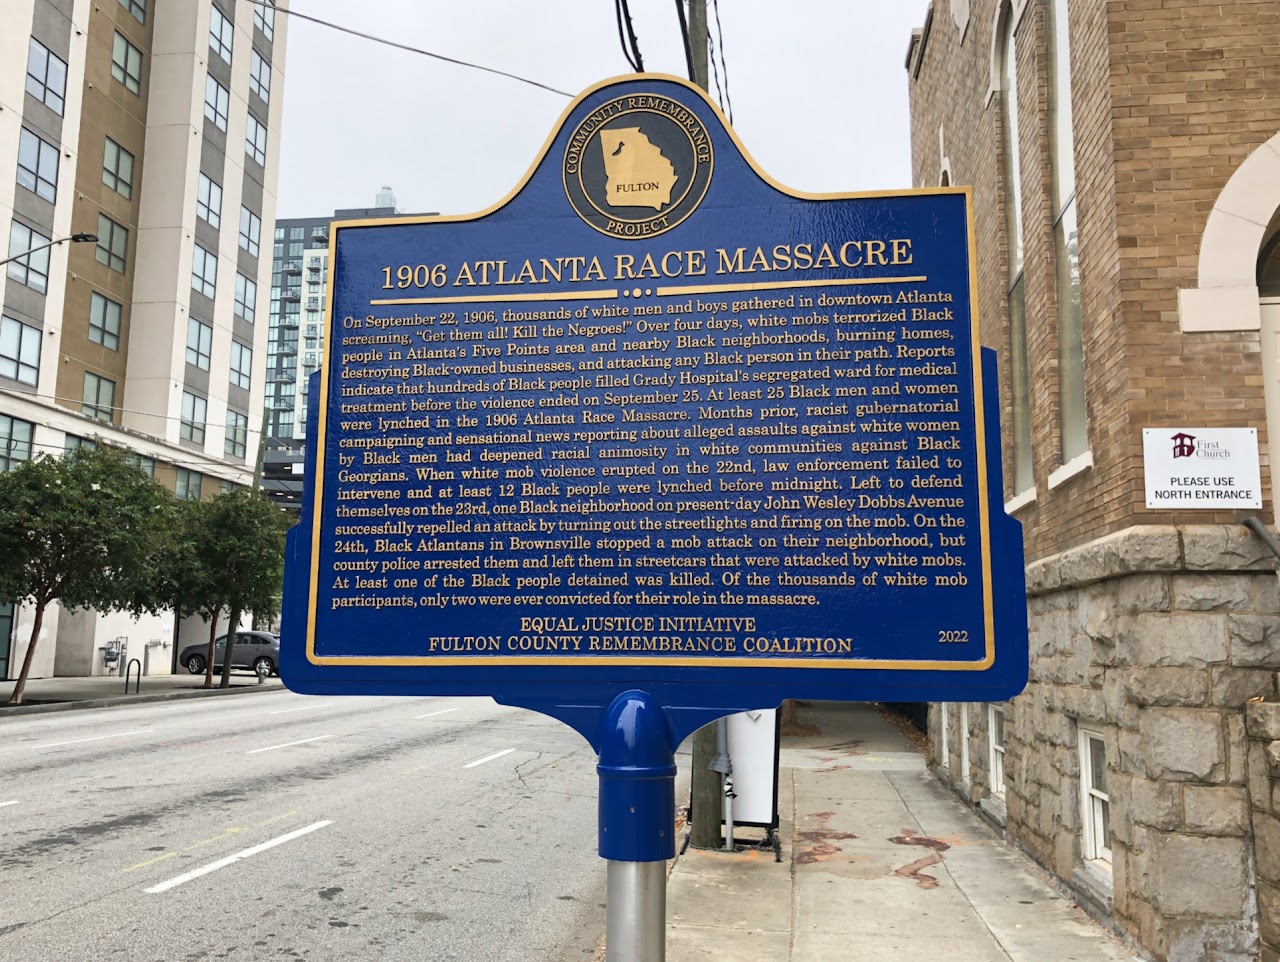 COMMUNITY REMEMBRANCE
FULTON
PROJECT
1906 ATLANTA RACE MASSACRE
On September 22, 1906, thousands of white men and boys gathered in downtown Atlanta
screaming, "Get them all! Kill the Negroes!" Over four days, white mobs terrorized Black
people in Atlanta's Five Points area and nearby Black neighborhoods, burning homes,
destroying Black-owned businesses, and attacking any Black person in their path. Reports
indicate that hundreds of Black people filled Grady Hospital's segregated ward for medical
treatment before the violence ended on September 25. At least 25 Black men and women
were lynched in the 1906 Atlanta Race Massacre. Months prior, racist gubernatorial
campaigning and sensational news reporting about alleged assaults against white women
by Black men had deepened racial animosity in white communities against Black
Georgians. When white mob violence erupted on the 22nd, law enforcement failed to
intervene and at least 12 Black people were lynched before midnight. Left to defend
themselves on the 23rd, one Black neighborhood on present-day John Wesley Dobbs Avenue
successfully repelled an attack by turning out the streetlights and firing on the mob. On the
24th, Black Atlantans in Brownsville stopped a mob attack on their neighborhood, but
county police arrested them and left them in streetcars that were attacked by white mobs.
At least one of the Black people detained was killed. Of the thousands of white mob
participants, only two were ever convicted for their role in the massacre.
EQUAL JUSTICE INITIATIVE
FULTON COUNTY REMEMBRANCE COALITION
2022
First
Church
PLEASE USE
NORTH ENTRANCE